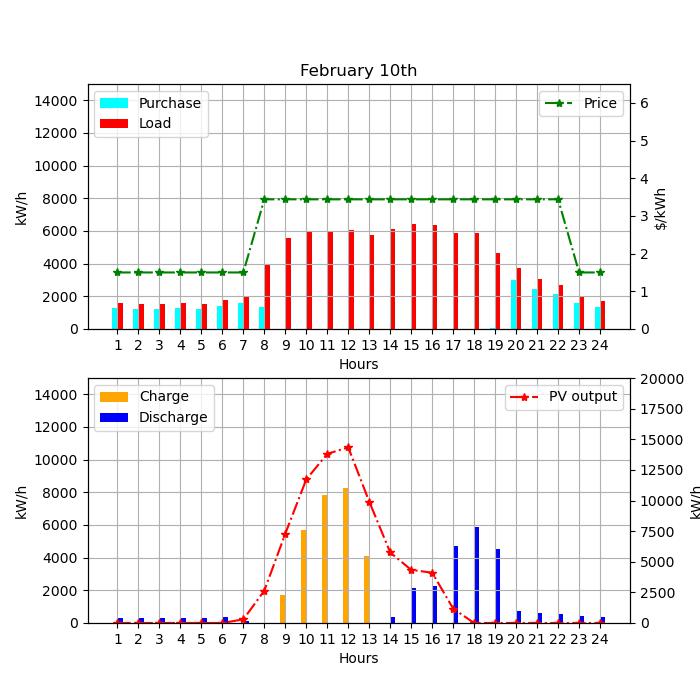 February 10th
Purchase
Load
Price
14000
12000
10000
8000
6000
4000
2000
0
kW/h
6
5
4
3
2
1
0
$/kWh
1 2 3 4 5 6 7 8 9 10 11 12 13 14 15 16 17 18 19 20 21 22 23 24
Hours
Charge
Discharge
PV output
14000
12000
10000
8000
6000
4000
2000
0
kW/h
20000
17500
15000
12500
10000
7500
5000
2500
0
kW/h
1 2 3 4 5 6 7 8 9 10 11 12 13 14 15 16 17 18 19 20 21 22 23 24
Hours